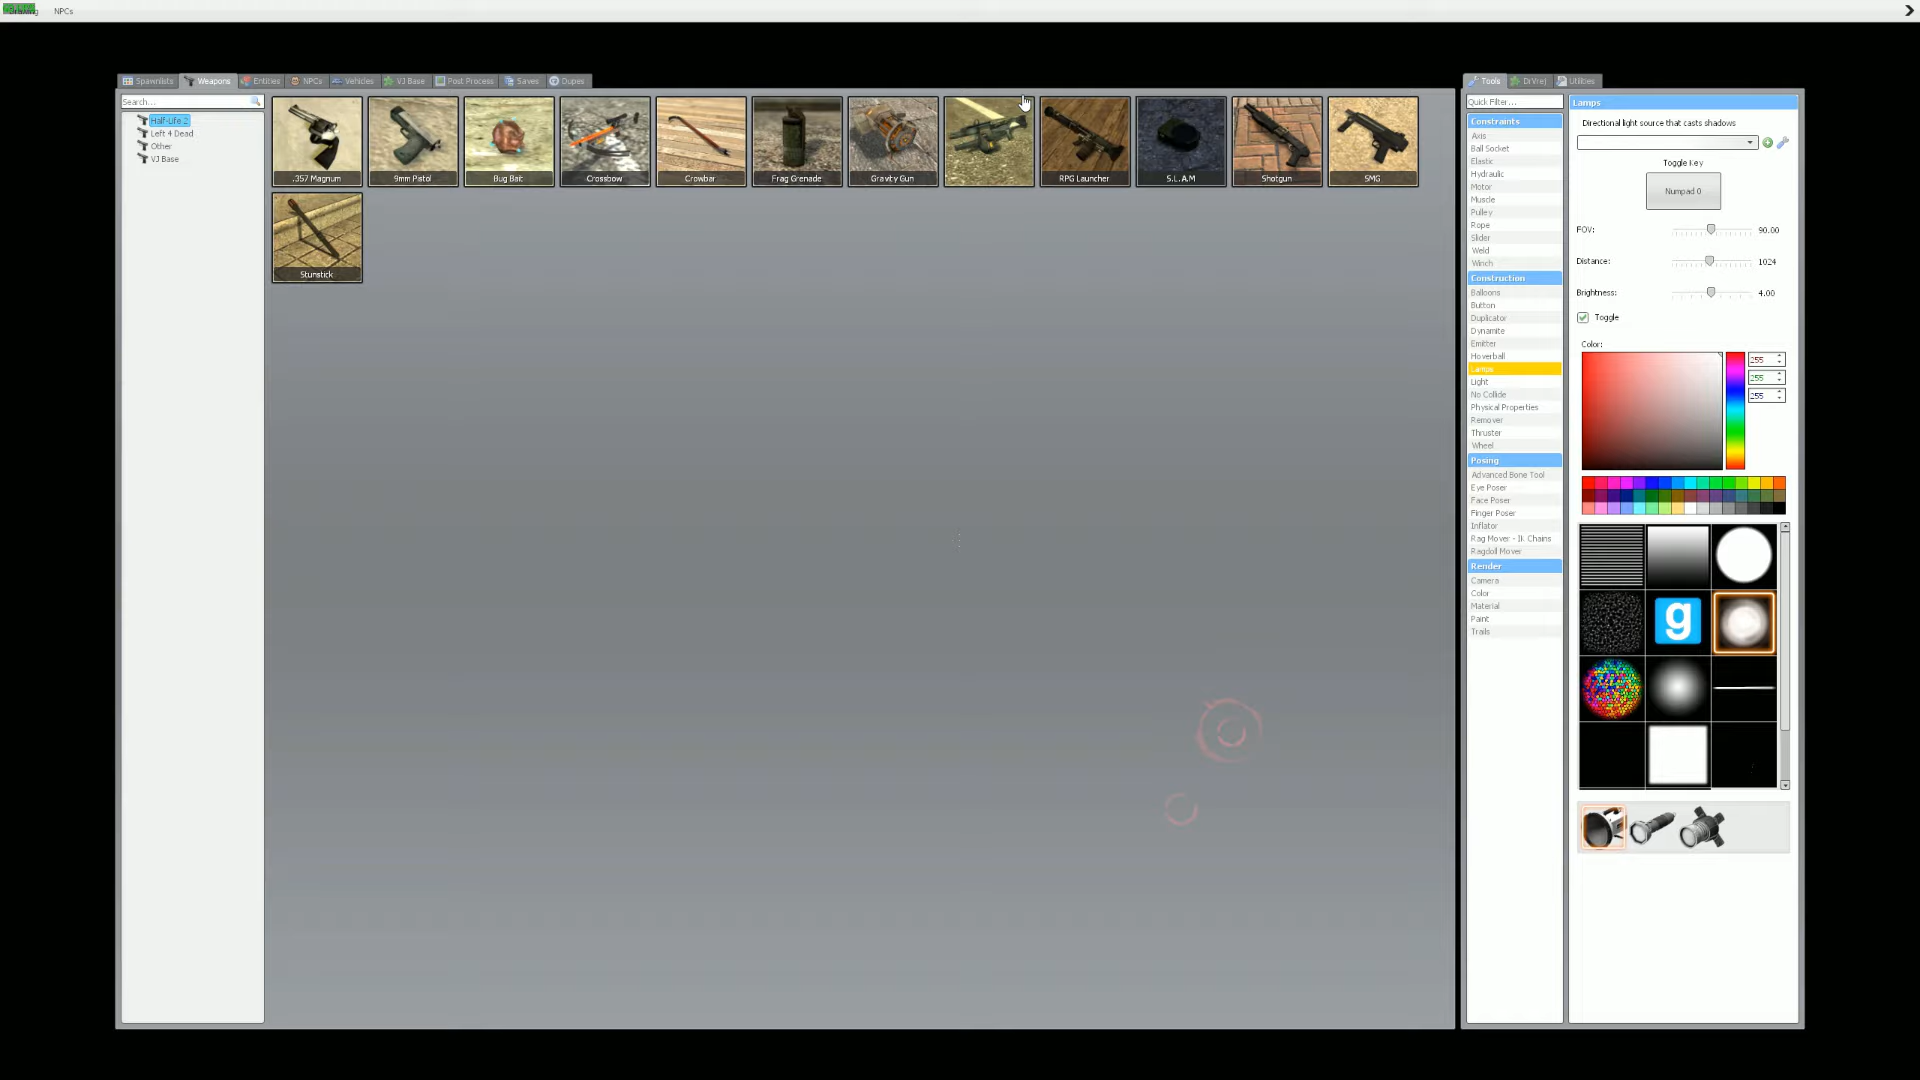 Drawing NPCs
Spawnlists Weapons Entities NPCs Vehicles VJ Base Post Process Saves Dupes
Search...
Half-Life 2
Left 4 Dead
Other
VJ Base
.357 Magnum 9mm Pistol Bug Bait Crossbow Crowbar Frag Grenade Gravity Gun RPG Launcher S.L.A.M Shotgun SMG
Stunstick
Tools DrVrej Utilities
Quick Filter...
Constraints
Axis
Ball Socket
Elastic
Hydraulic
Motor
Muscle
Pulley
Rope
Slider
Weld
Winch
Construction
Balloons
Button
Duplicator
Dynamite
Emitter
Hoverball
Lamps
Light
No Collide
Physical Properties
Remover
Thruster
Wheel
Posing
Advanced Bone Tool
Eye Poser
Face Poser
Finger Poser
Inflator
Rag Mover - IK Chains
Ragdoll Mover
Render
Camera
Color
Material
Paint
Trails
Lamps
Directional light source that casts shadows
Toggle Key
Numpad 0
FOV: 90.00
Distance: 1024
Brightness: 4.00
Toggle
Color:
255
255
255
g